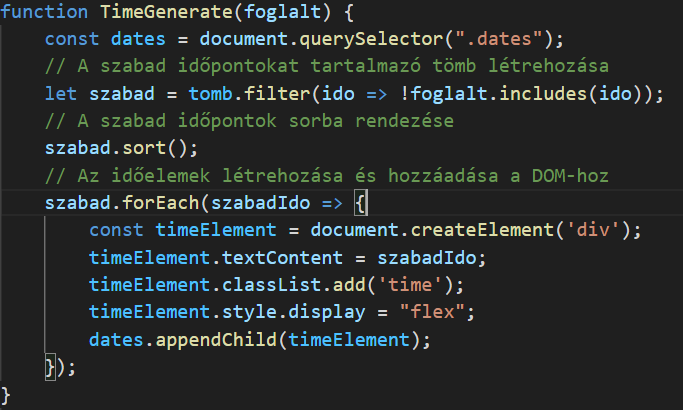 function TimeGenerate(foglalt) {
    const dates = document.querySelector(".dates");
    // A szabad időpontokat tartalmazó tömb létrehozása
    let szabad = tomb.filter(ido => !foglalt.includes(ido));
    // A szabad időpontok sorba rendezése
    szabad.sort();
    // Az időelemek létrehozása és hozzáadása a DOM-hoz
    szabad.forEach(szabadIdo => {
        const timeElement = document.createElement('div');
        timeElement.textContent = szabadIdo;
        timeElement.classList.add('time');
        timeElement.style.display = "flex";
        dates.appendChild(timeElement);
    });
}